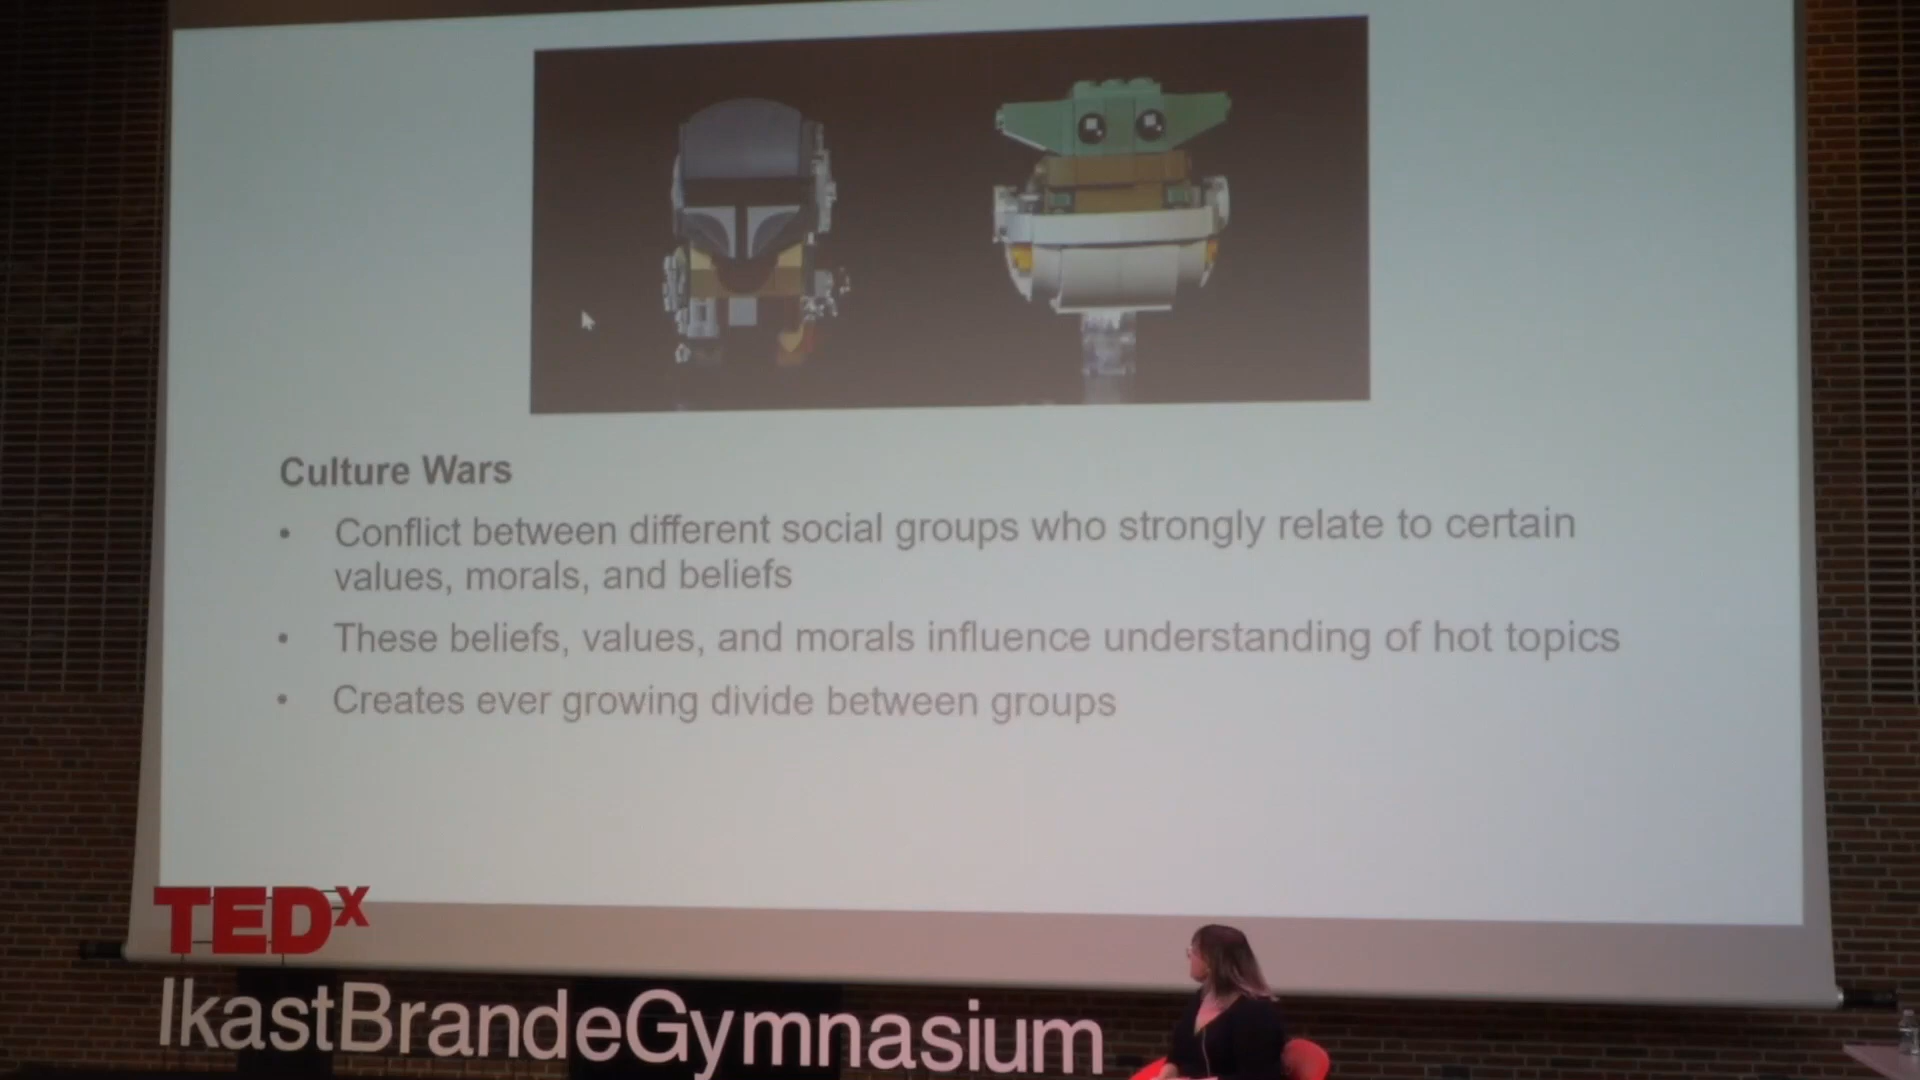 Culture Wars
• Conflict between different social groups who strongly relate to certain
values, morals, and beliefs
• These beliefs, values, and morals influence understanding of hot topics
• Creates ever growing divide between groups
TEDx
IkastBrandeGymnasium